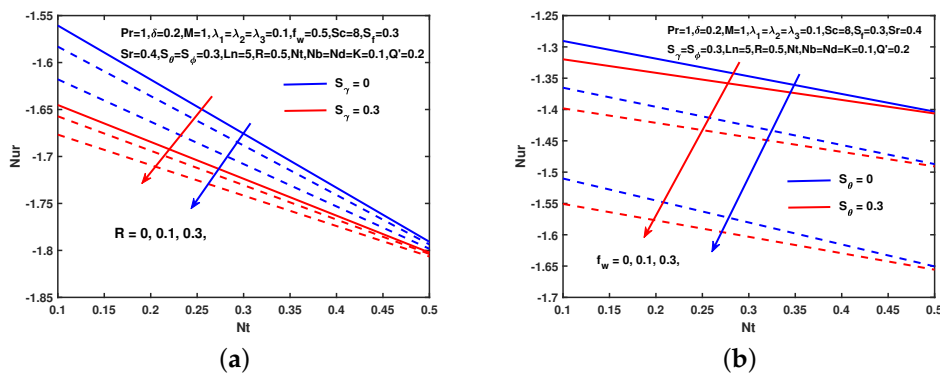 Pr=1,δ=0.2,M=1,λ1=λ2=λ3=0.1,fw=0.5,Sc=8,Sf=0.3
Sr=0.4,Sθ=Sϕ=0.3,Ln=5,R=0.5,Nt,Nb=Nd=K=0.1,Q'=0.2
Sγ = 0
Sγ = 0.3
R = 0, 0.1, 0.3,
Nur
-1.55
-1.6
-1.65
-1.7
-1.75
-1.8
-1.85
0.1 0.15 0.2 0.25 0.3 0.35 0.4 0.45 0.5
Nt
(a)
Pr=1,δ=0.2,M=1,λ1=λ2=λ3=0.1,Sc=8,Sf=0.3,Sr=0.4
Sγ=Sϕ=0.3,Ln=5,R=0.5,Nt,Nb=Nd=K=0.1,Q'=0.2
Sθ = 0
Sθ = 0.3
fw = 0, 0.1, 0.3,
Nur
-1.25
-1.3
-1.35
-1.4
-1.45
-1.5
-1.55
-1.6
-1.65
-1.7
0.1 0.15 0.2 0.25 0.3 0.35 0.4 0.45 0.5
Nt
(b)